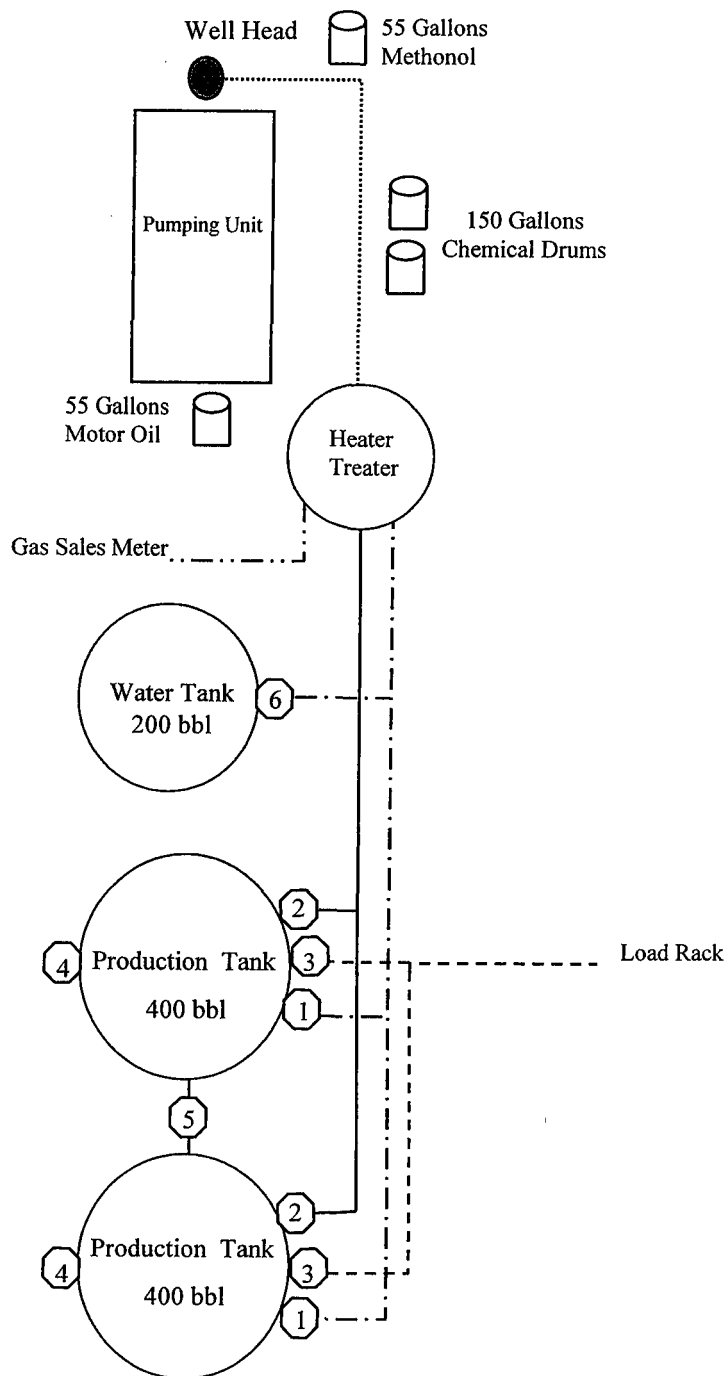 Well Head
55 Gallons
Methonol
Pumping Unit
150 Gallons
Chemical Drums
55 Gallons
Motor Oil
Heater
Treater
Gas Sales Meter
Water Tank
200 bbl
6
2
4
Production Tank
3
Load Rack
400 bbl
1
5
2
4
Production Tank
3
400 bbl
1